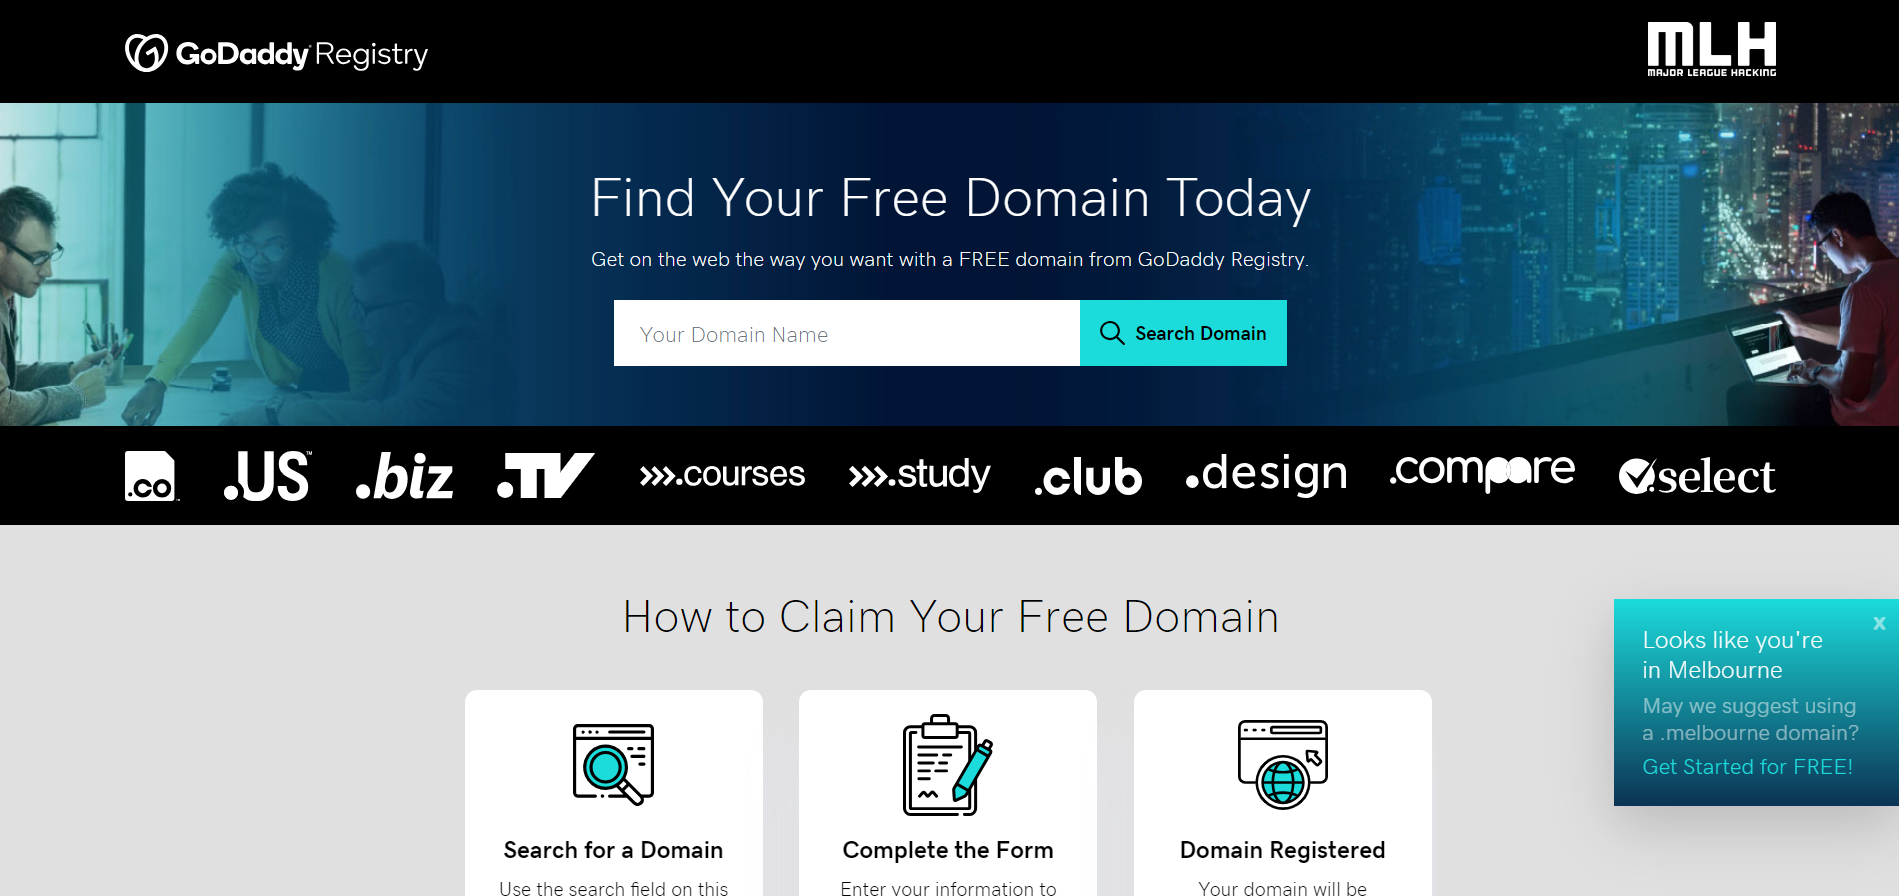 GoDaddy Registry
MLH
MAJOR LEAGUE HACKING
Find Your Free Domain Today
Get on the web the way you want with a FREE domain from GoDaddy Registry.
Your Domain Name
Search Domain
.co .US .biz .TV .courses .study .club .design .compare .select
How to Claim Your Free Domain
x
Looks like you're
in Melbourne
May we suggest using
a .melbourne domain?
Get Started for FREE!
Search for a Domain
Use the search field on this
Complete the Form
Enter your information to
Domain Registered
Your domain will be